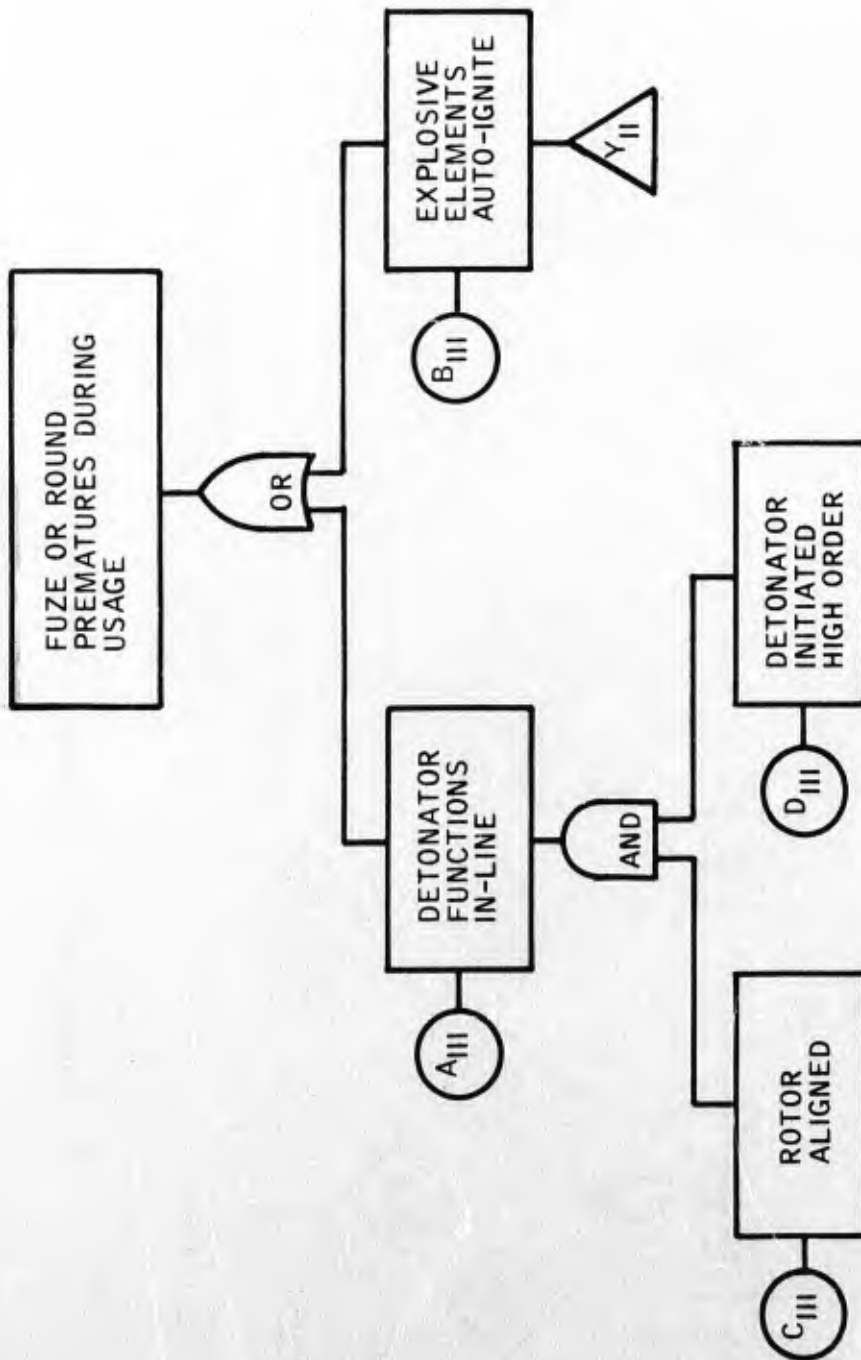 FUZE OR ROUND
PREMATURES DURING
USAGE
OR
A III
DETONATOR
FUNCTIONS
IN-LINE
B III
EXPLOSIVE
ELEMENTS
AUTO-IGNITE
AND
Y II
C III
ROTOR
ALIGNED
D III
DETONATOR
INITIATED
HIGH ORDER